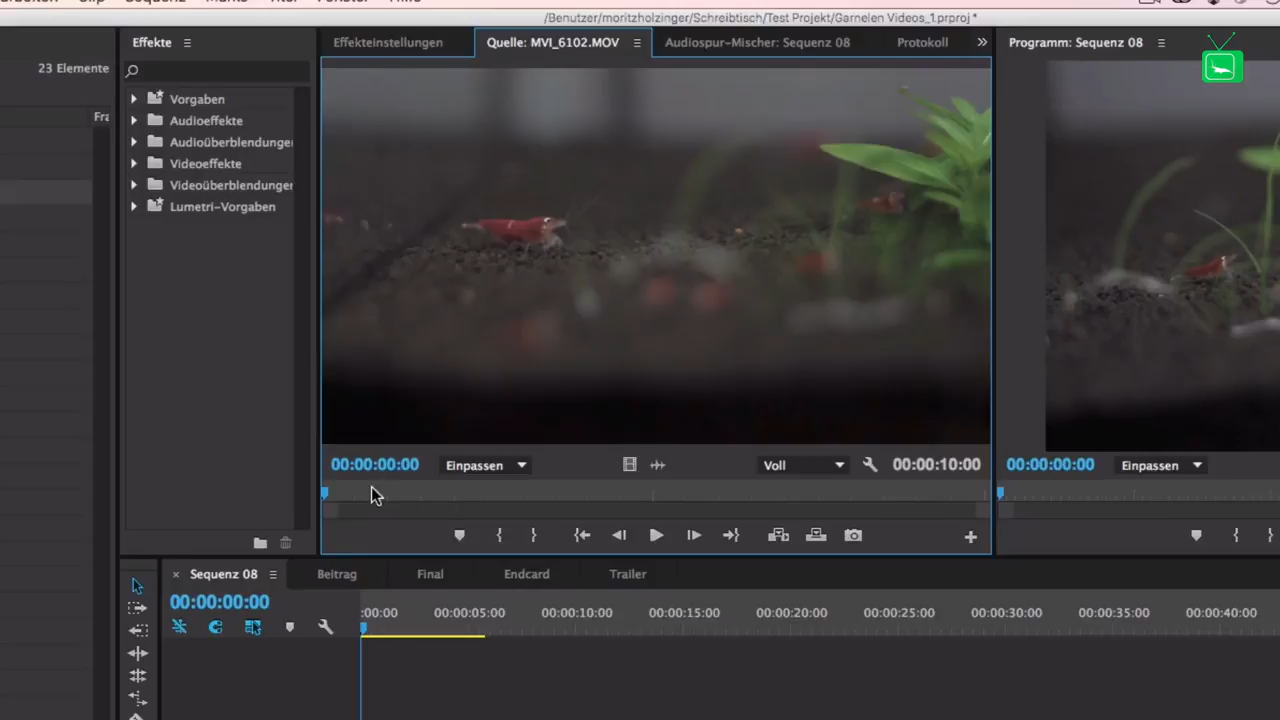 /Benutzer/moritzholzinger/Schreibtisch/Test Projekt/Garnelen Videos_1.prproj *
Effekte
Effekteinstellungen
Quelle: MVI_6102.MOV
Audiospur-Mischer: Sequenz 08
Protokoll
Programm: Sequenz 08
23 Elemente
Vorgaben
Audioeffekte
Audioüberblendunge
Videoeffekte
Videoüberblendunge
Lumetri-Vorgaben
00:00:00:00
Einpassen
Voll
00:00:10:00
00:00:00:00
Einpassen
Sequenz 08
Beitrag
Final
Endcard
Trailer
00:00:00:00
:00:00
00:00:05:00
00:00:10:00
00:00:15:00
00:00:20:00
00:00:25:00
00:00:30:00
00:00:35:00
00:00:40:00